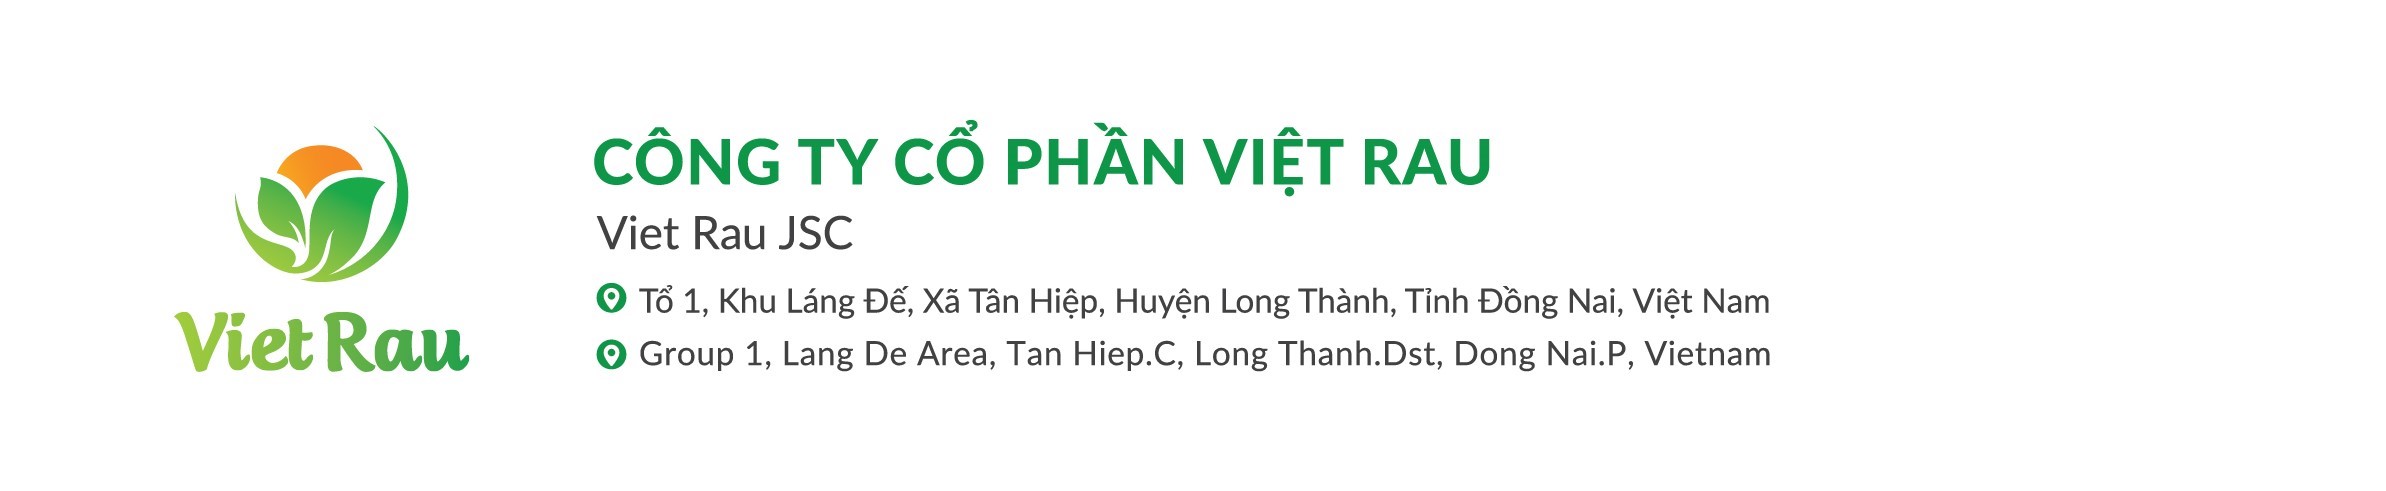 CÔNG TY CỔ PHẦN VIỆT RAU
Viet Rau JSC
Tổ 1, Khu Láng Đế, Xã Tân Hiệp, Huyện Long Thành, Tỉnh Đồng Nai, Việt Nam
Group 1, Lang De Area, Tan Hiep.C, Long Thanh.Dst, Dong Nai.P, Vietnam
Viet Rau